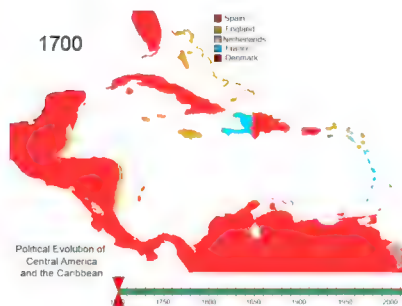 1700
Spain
England
Netherlands
France
Denmark
Political Evolution of
Central America
and the Caribbean
1750
1800
1850
1900
1950